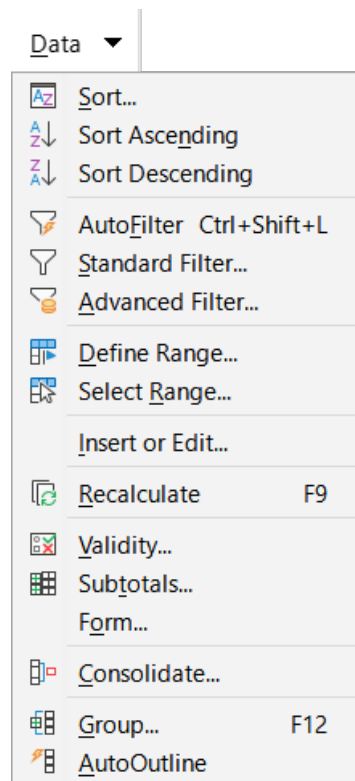 Data
Sort...
Sort Ascending
Sort Descending
AutoFilter Ctrl+Shift+L
Standard Filter...
Advanced Filter...
Define Range...
Select Range...
Insert or Edit...
Recalculate F9
Validity...
Subtotals...
Form...
Consolidate...
Group... F12
AutoOutline